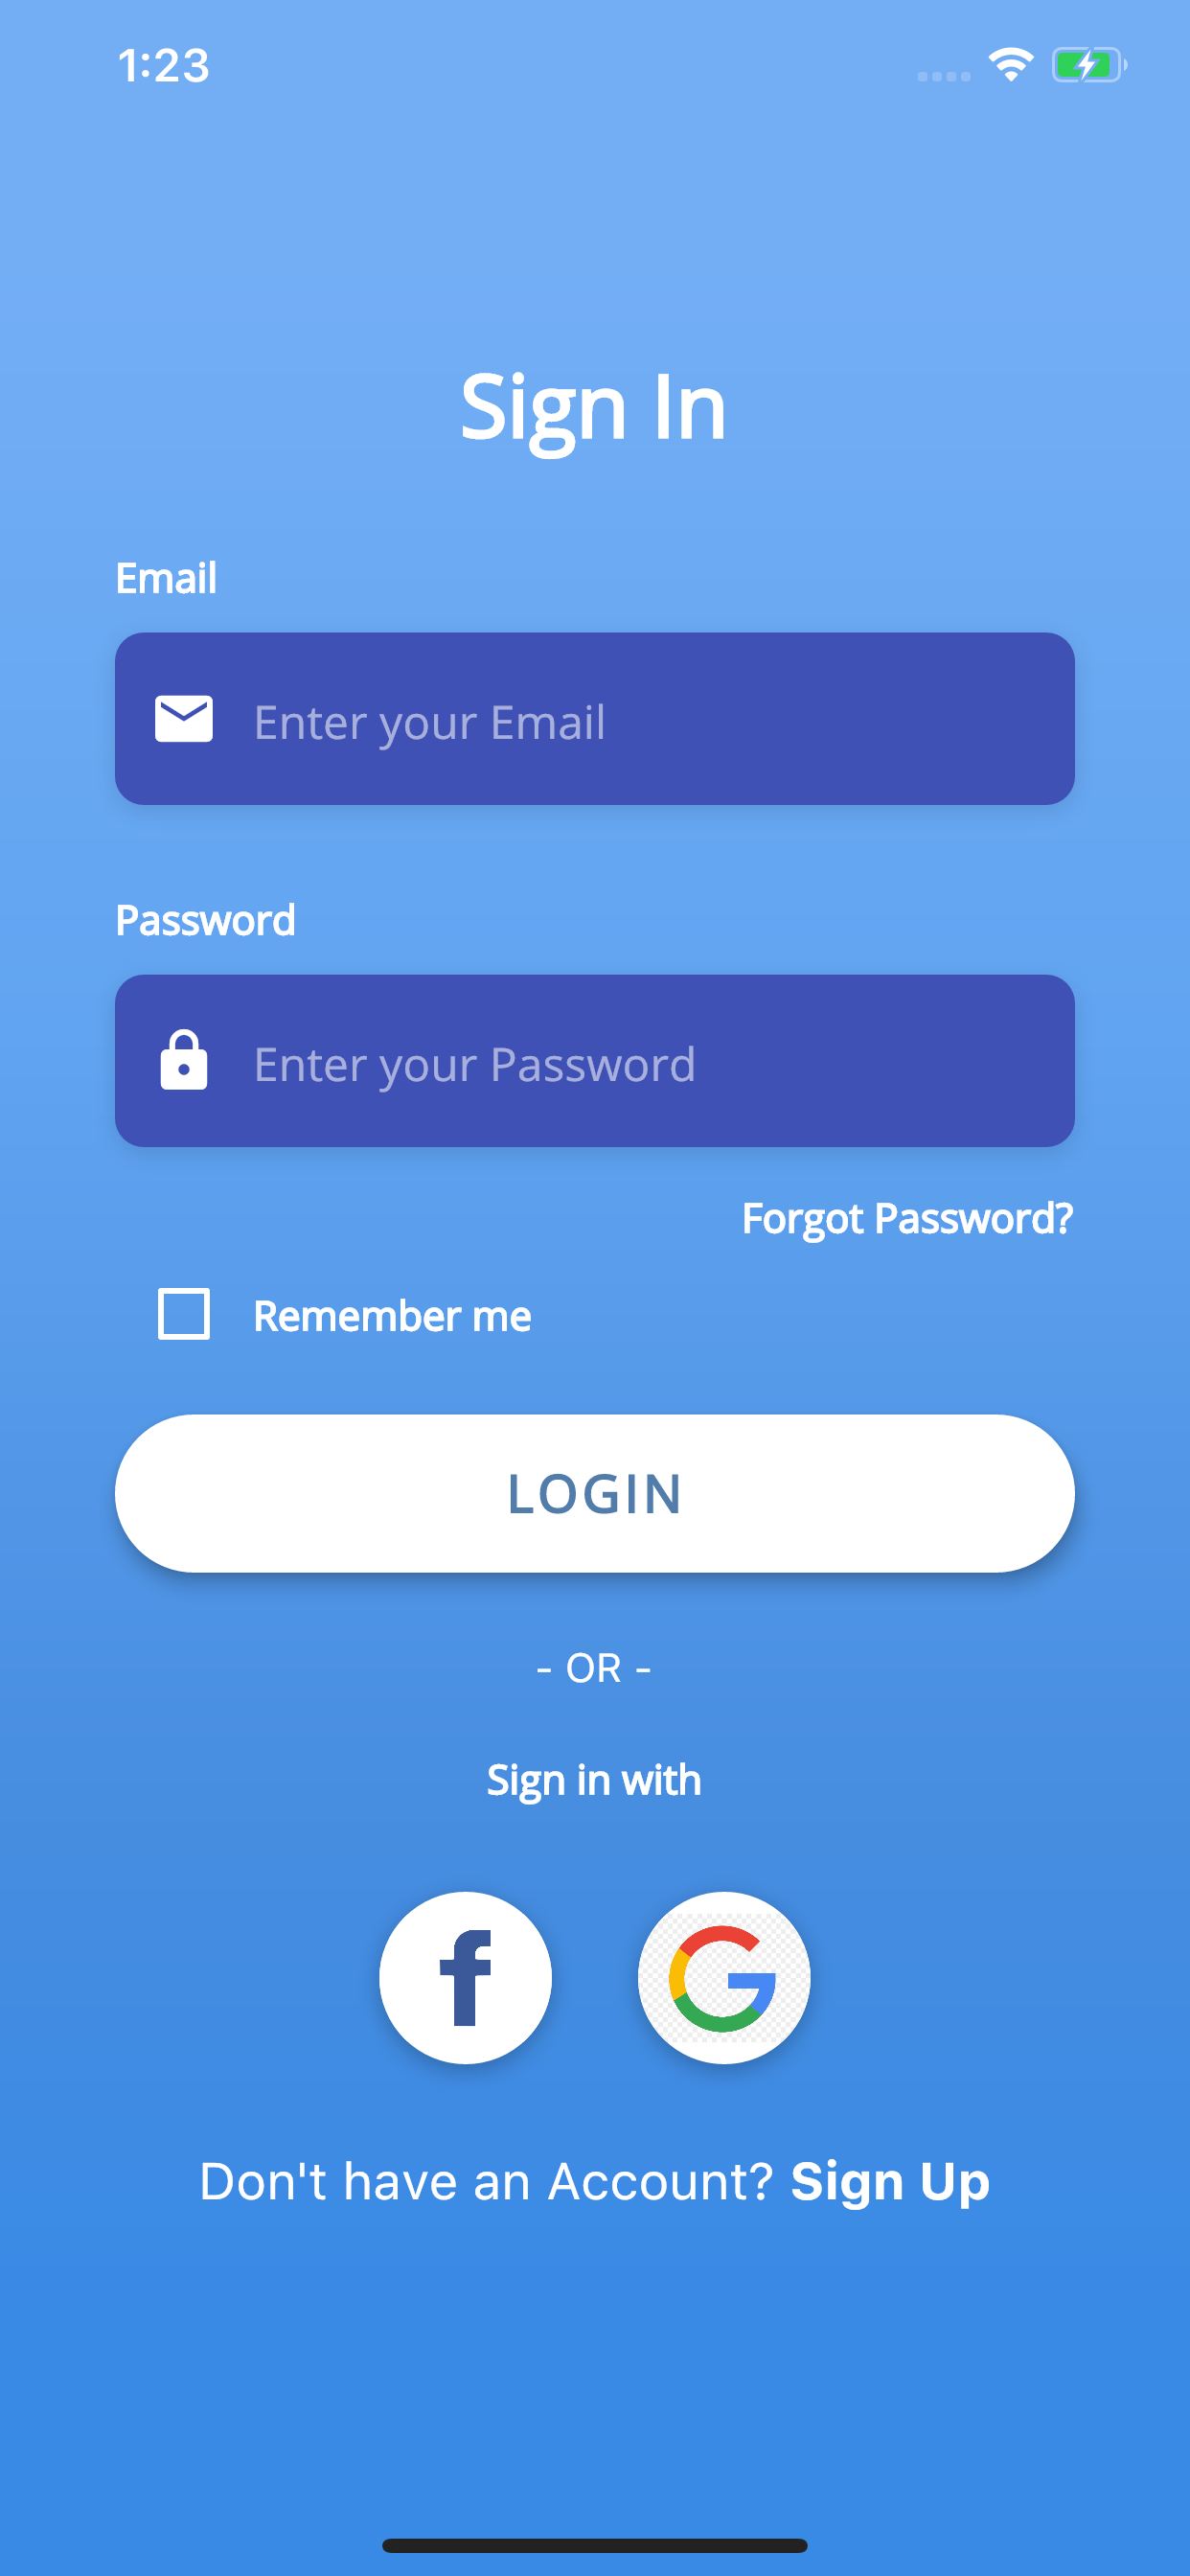 1:23
Sign In
Email
Enter your Email
Password
Enter your Password
Forgot Password?
Remember me
LOGIN
- OR -
Sign in with
Don't have an Account? Sign Up